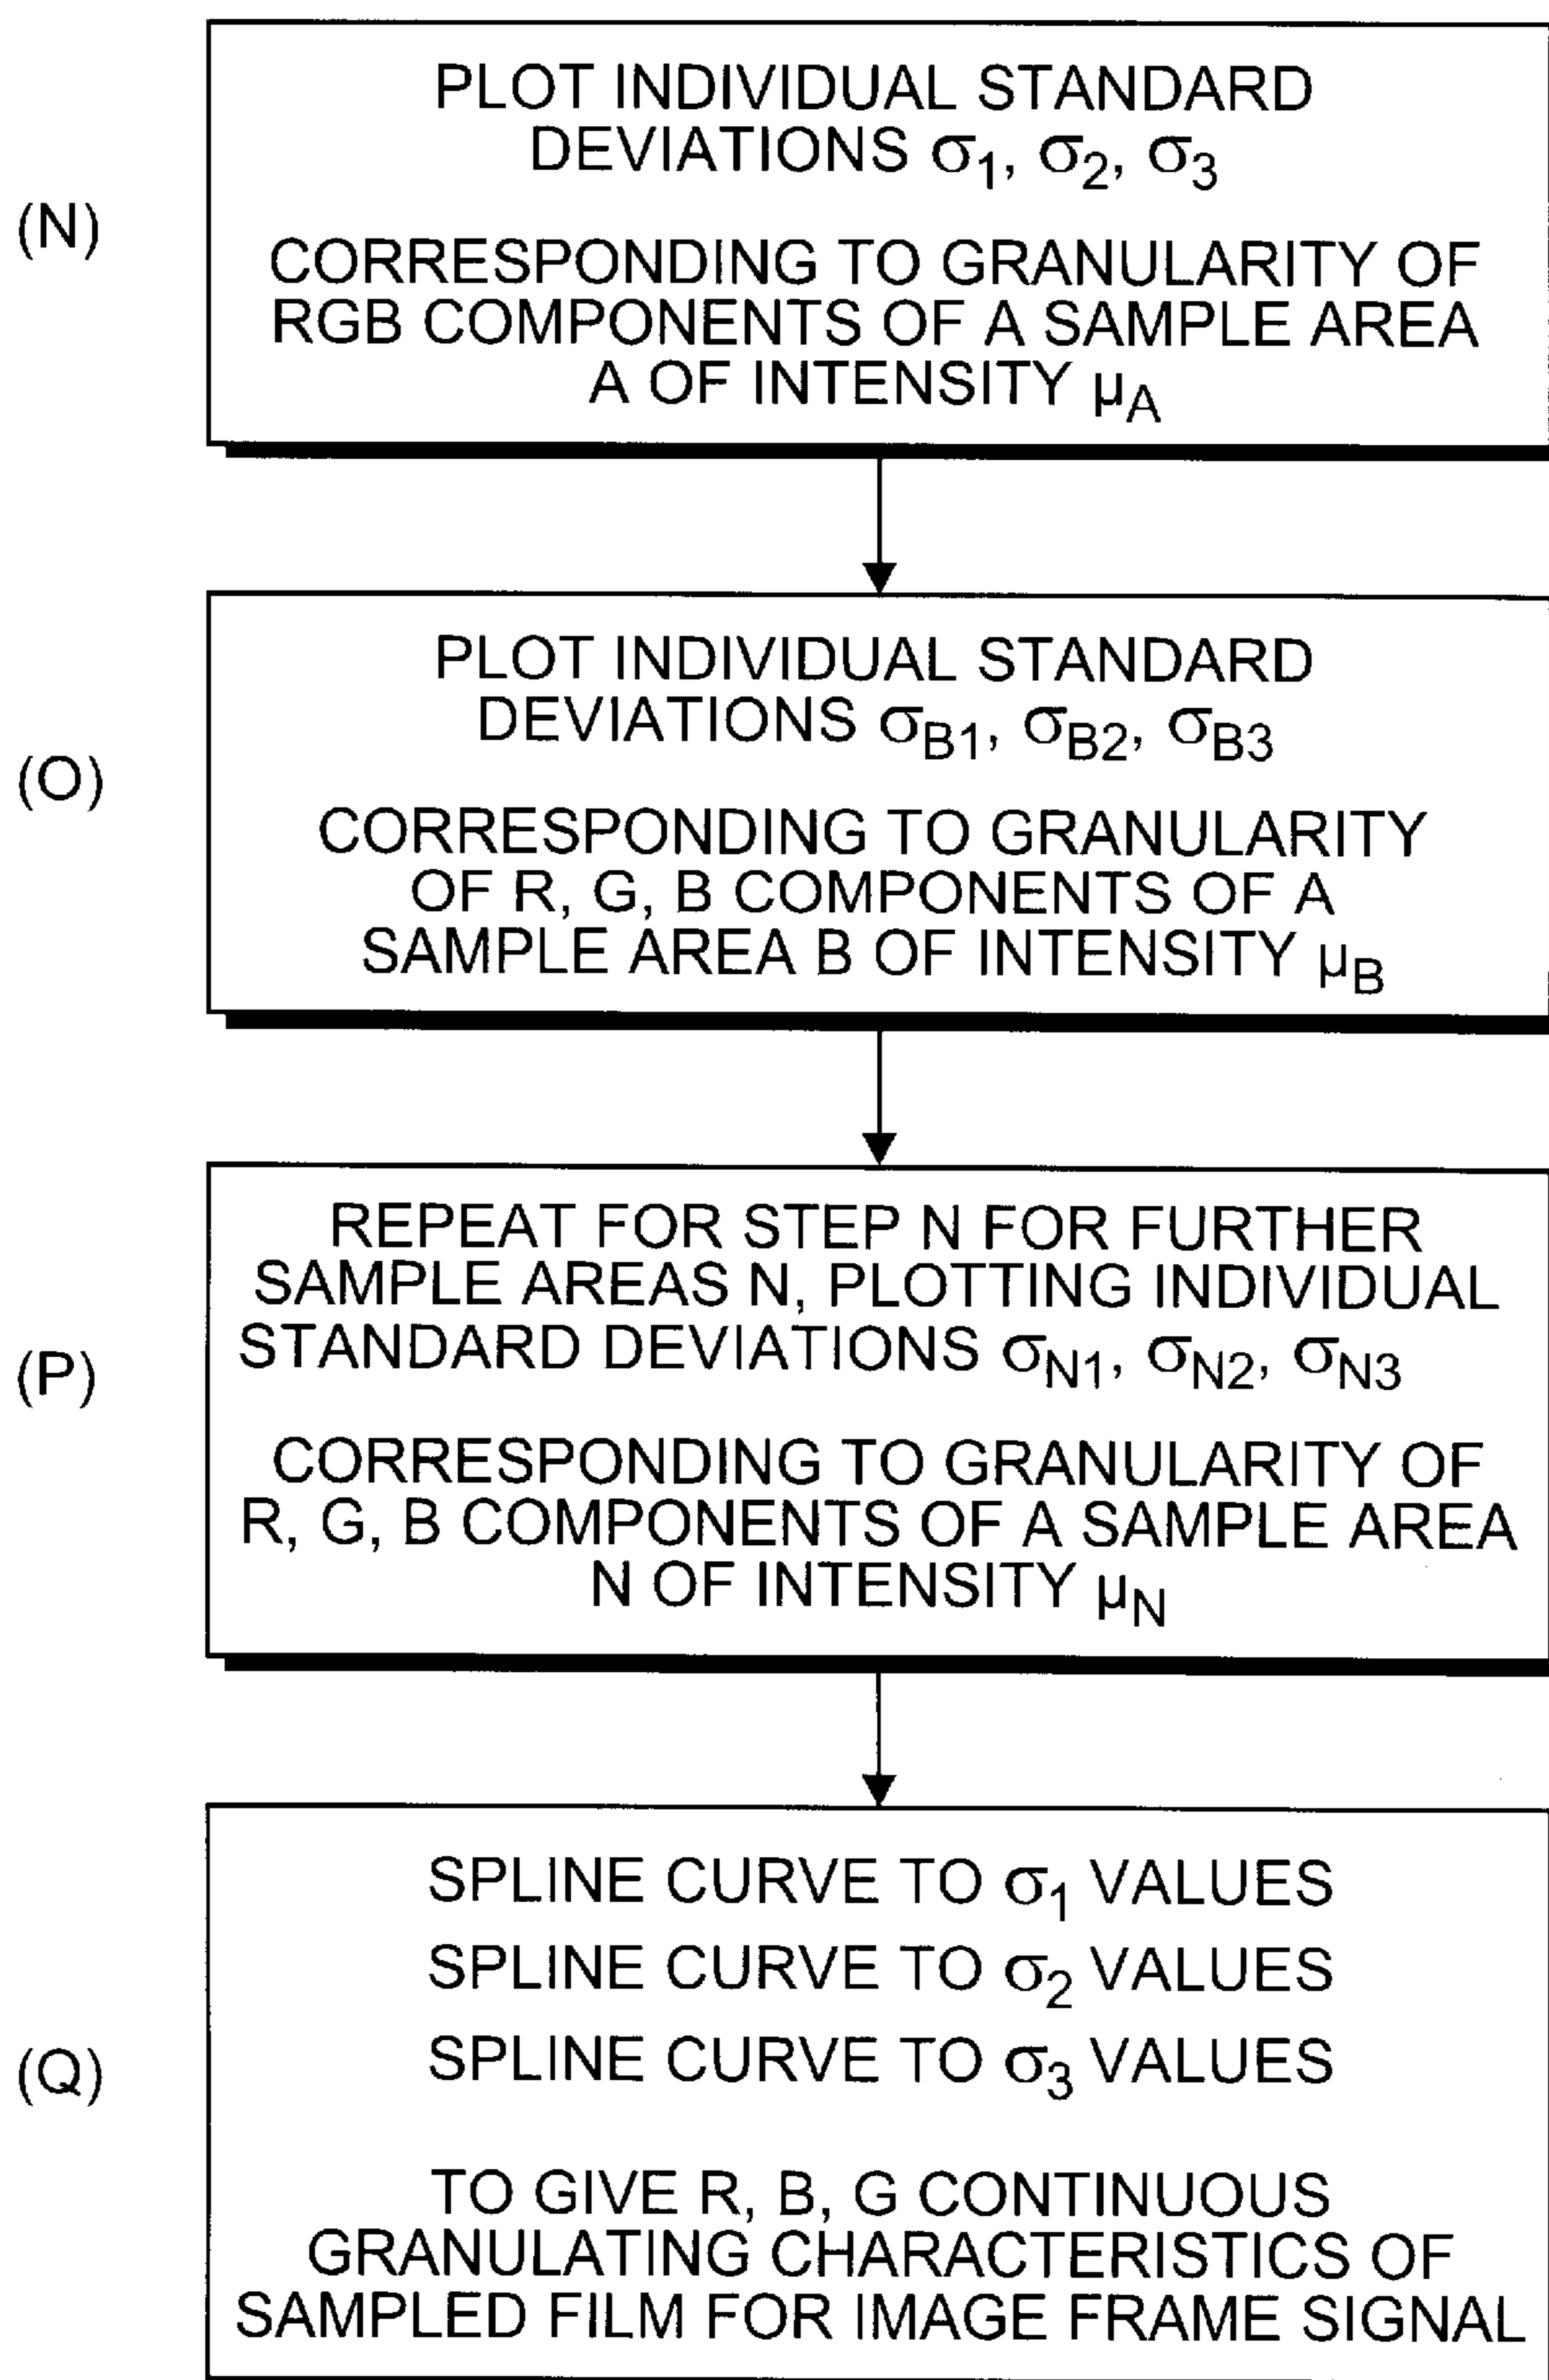 (N)
PLOT INDIVIDUAL STANDARD
DEVIATIONS σ1, σ2, σ3
CORRESPONDING TO GRANULARITY OF
RGB COMPONENTS OF A SAMPLE AREA
A OF INTENSITY μA
(O)
PLOT INDIVIDUAL STANDARD
DEVIATIONS σB1, σB2, σB3
CORRESPONDING TO GRANULARITY
OF R, G, B COMPONENTS OF A
SAMPLE AREA B OF INTENSITY μB
(P)
REPEAT FOR STEP N FOR FURTHER
SAMPLE AREAS N, PLOTTING INDIVIDUAL
STANDARD DEVIATIONS σN1, σN2, σN3
CORRESPONDING TO GRANULARITY OF
R, G, B COMPONENTS OF A SAMPLE AREA
N OF INTENSITY μN
(Q)
SPLINE CURVE TO σ1 VALUES
SPLINE CURVE TO σ2 VALUES
SPLINE CURVE TO σ3 VALUES
TO GIVE R, B, G CONTINUOUS
GRANULATING CHARACTERISTICS OF
SAMPLED FILM FOR IMAGE FRAME SIGNAL